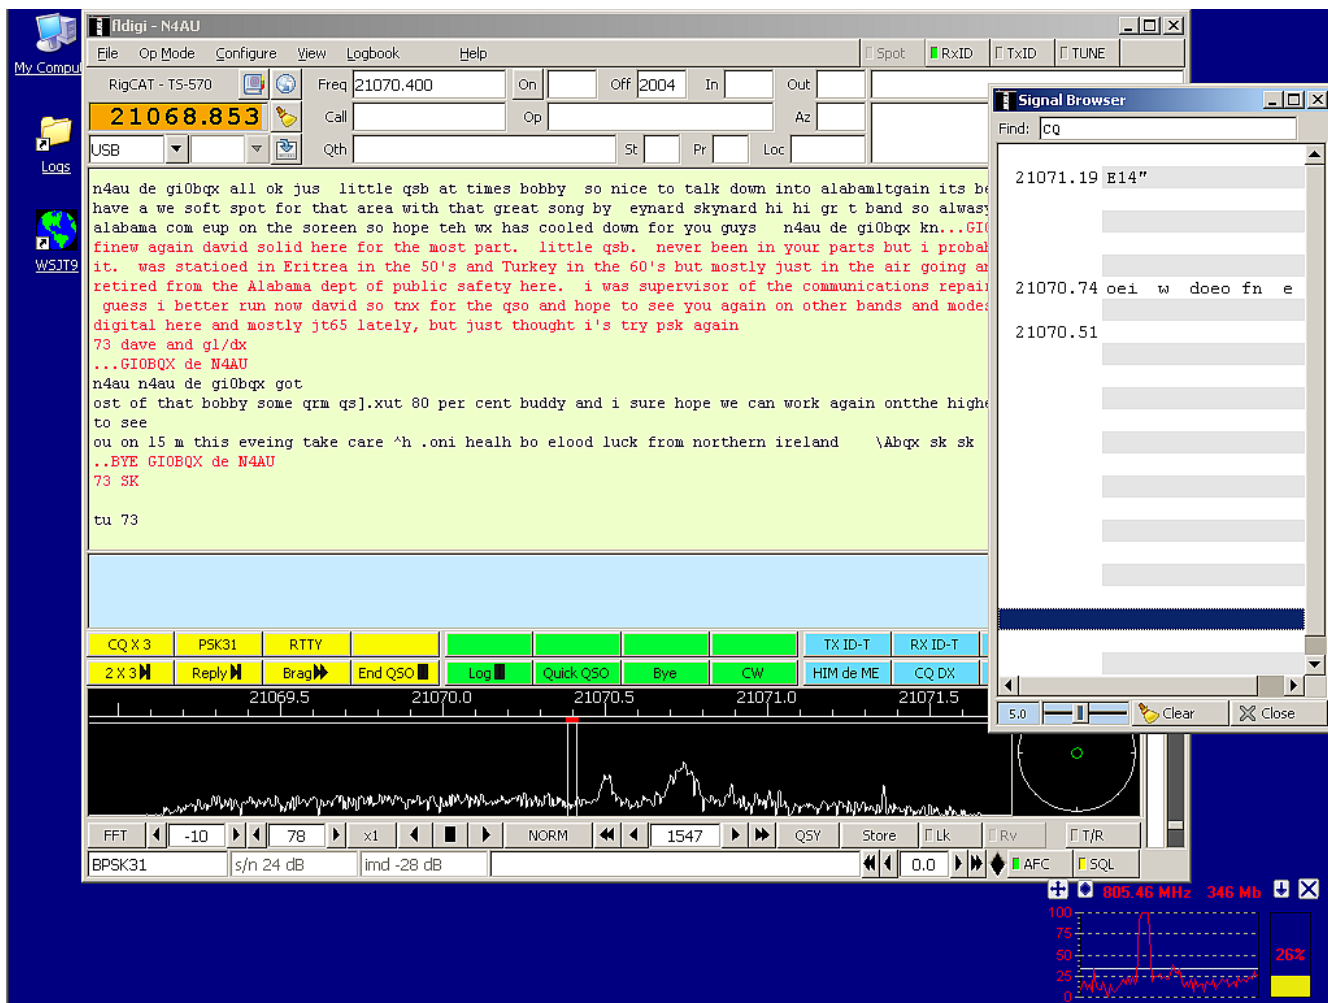 My Compu
Logs
WSJT9
fldigi - N4AU
File Op Mode Configure View Logbook Help
Spot RxID TxID TUNE
RigCAT - TS-570 Freq 21070.400 On Off 2004 In Out
21068.853 Call Op Az
USB Qth St Pr Loc
n4au de gi0bqx all ok jus little qsb at times bobby so nice to talk down into alabamltgain its be
have a we soft spot for that area with that great song by eynard skynard hi hi gr t band so alwasy
alabama com eup on the soreen so hope teh wx has cooled down for you guys n4au de gi0bqx kn...GI0
finew again david solid here for the most part. little qsb. never been in your parts but i probab
it. was statioed in Eritrea in the 50's and Turkey in the 60's but mostly just in the air going an
retired from the Alabama dept of public safety here. i was supervisor of the communications repair
guess i better run now david so tnx for the qso and hope to see you again on other bands and modes
digital here and mostly jt65 lately, but just thought i's try psk again
73 dave and gl/dx
...GI0BQX de N4AU
n4au n4au de gi0bqx got
ost of that bobby some qrm qs].xut 80 per cent buddy and i sure hope we can work again ontthe highe
to see
ou on 15 m this eveing take care ^h .oni healh bo elood luck from northern ireland \Abqx sk sk
..BYE GI0BQX de N4AU
73 SK
tu 73
CQ X 3 PSK31 RTTY TX ID-T RX ID-T
2 X 3 Reply Brag End QSO Log Quick QSO Bye CW HIM de ME CQ DX
21069.5 21070.0 21070.5 21071.0 21071.5
FFT -10 78 x1 NORM 1547 QSY Store Lk Rv T/R
BPSK31 s/n 24 dB imd -28 dB 0.0 AFC SQL
Signal Browser
Find: CQ
21071.19 E14"
21070.74 oei w doeo fn e
21070.51
5.0 Clear Close
805.46 MHz 346 Mb
100
75
50
25
0
26%